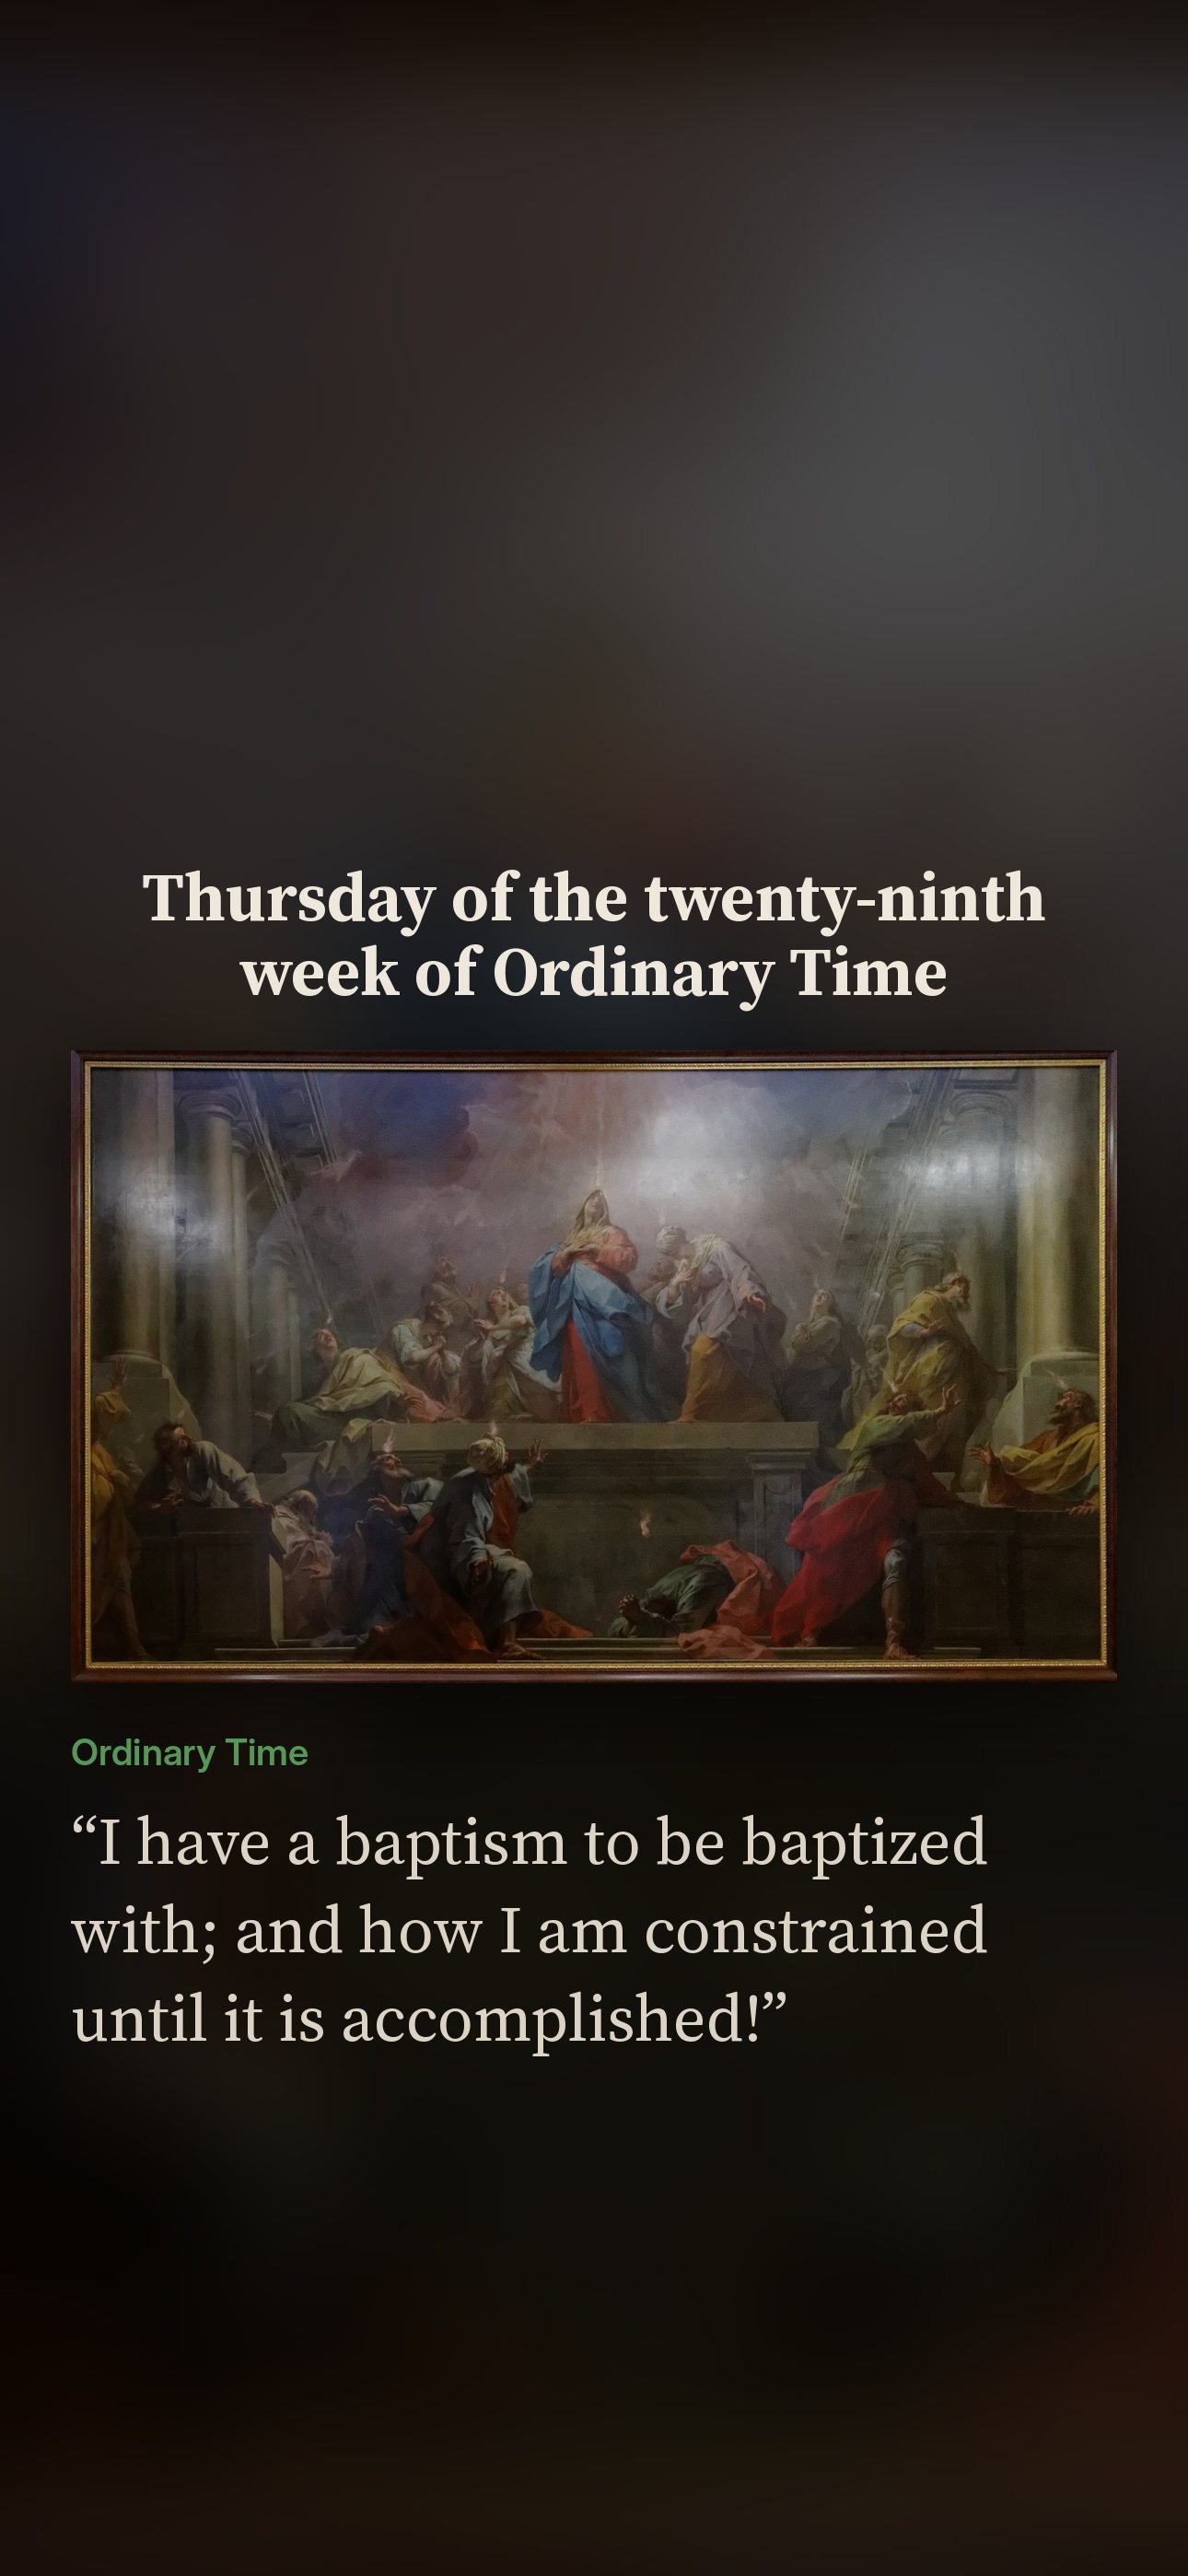 Thursday of the twenty-ninth
week of Ordinary Time
Ordinary Time
“I have a baptism to be baptized
with; and how I am constrained
until it is accomplished!”